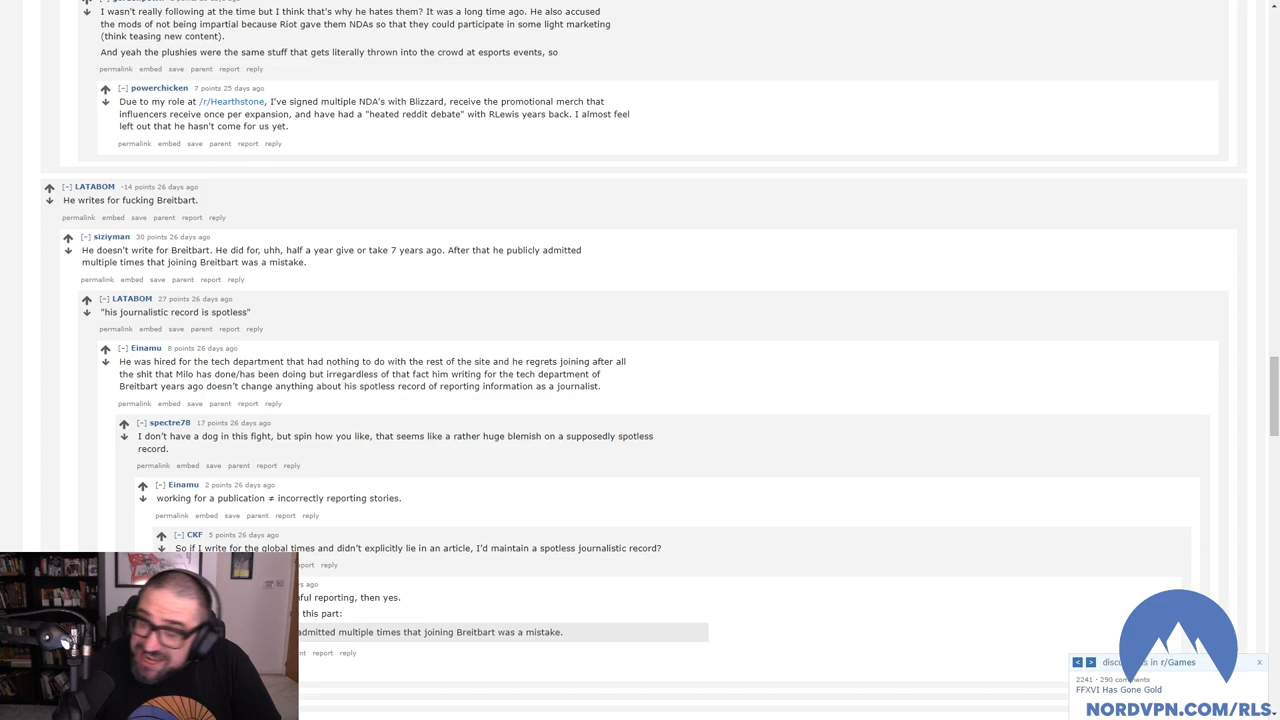 I wasn't really following at the time but I think that's why he hates them? It was a long time ago. He also accused
the mods of not being impartial because Riot gave them NDAs so that they could participate in some light marketing
(think teasing new content).
And yeah the plushies were the same stuff that gets literally thrown into the crowd at esports events, so
permalink embed save parent report reply
[-] powerchicken 7 points 25 days ago
Due to my role at /r/Hearthstone, I've signed multiple NDA's with Blizzard, receive the promotional merch that
influencers receive once per expansion, and have had a "heated reddit debate" with RLewis years back. I almost feel
left out that he hasn't come for us yet.
permalink embed save parent report reply
[-] LATABOM -14 points 26 days ago
He writes for fucking Breitbart.
permalink embed save parent report reply
[-] siziyman 30 points 26 days ago
He doesn't write for Breitbart. He did for, uhh, half a year give or take 7 years ago. After that he publicly admitted
multiple times that joining Breitbart was a mistake.
permalink embed save parent report reply
[-] LATABOM 27 points 26 days ago
"his journalistic record is spotless"
permalink embed save parent report reply
[-] Einamu 8 points 26 days ago
He was hired for the tech department that had nothing to do with the rest of the site and he regrets joining after all
the shit that Milo has done/has been doing but irregardless of that fact him writing for the tech department of
Breitbart years ago doesn't change anything about his spotless record of reporting information as a journalist.
permalink embed save parent report reply
[-] spectre78 17 points 26 days ago
I don't have a dog in this fight, but spin how you like, that seems like a rather huge blemish on a supposedly spotless
record.
permalink embed save parent report reply
[-] Einamu 2 points 26 days ago
working for a publication ≠ incorrectly reporting stories.
permalink embed save parent report reply
[-] CKF 5 points 26 days ago
So if I write for the global times and didn't explicitly lie in an article, I'd maintain a spotless journalistic record?
report reply
ago
reporting, then yes.
this part:
admitted multiple times that joining Breitbart was a mistake.
report reply
< > in r/Games x
2241 · 290 comments
FFXVI Has Gone Gold
NORDVPN.COM/RLS